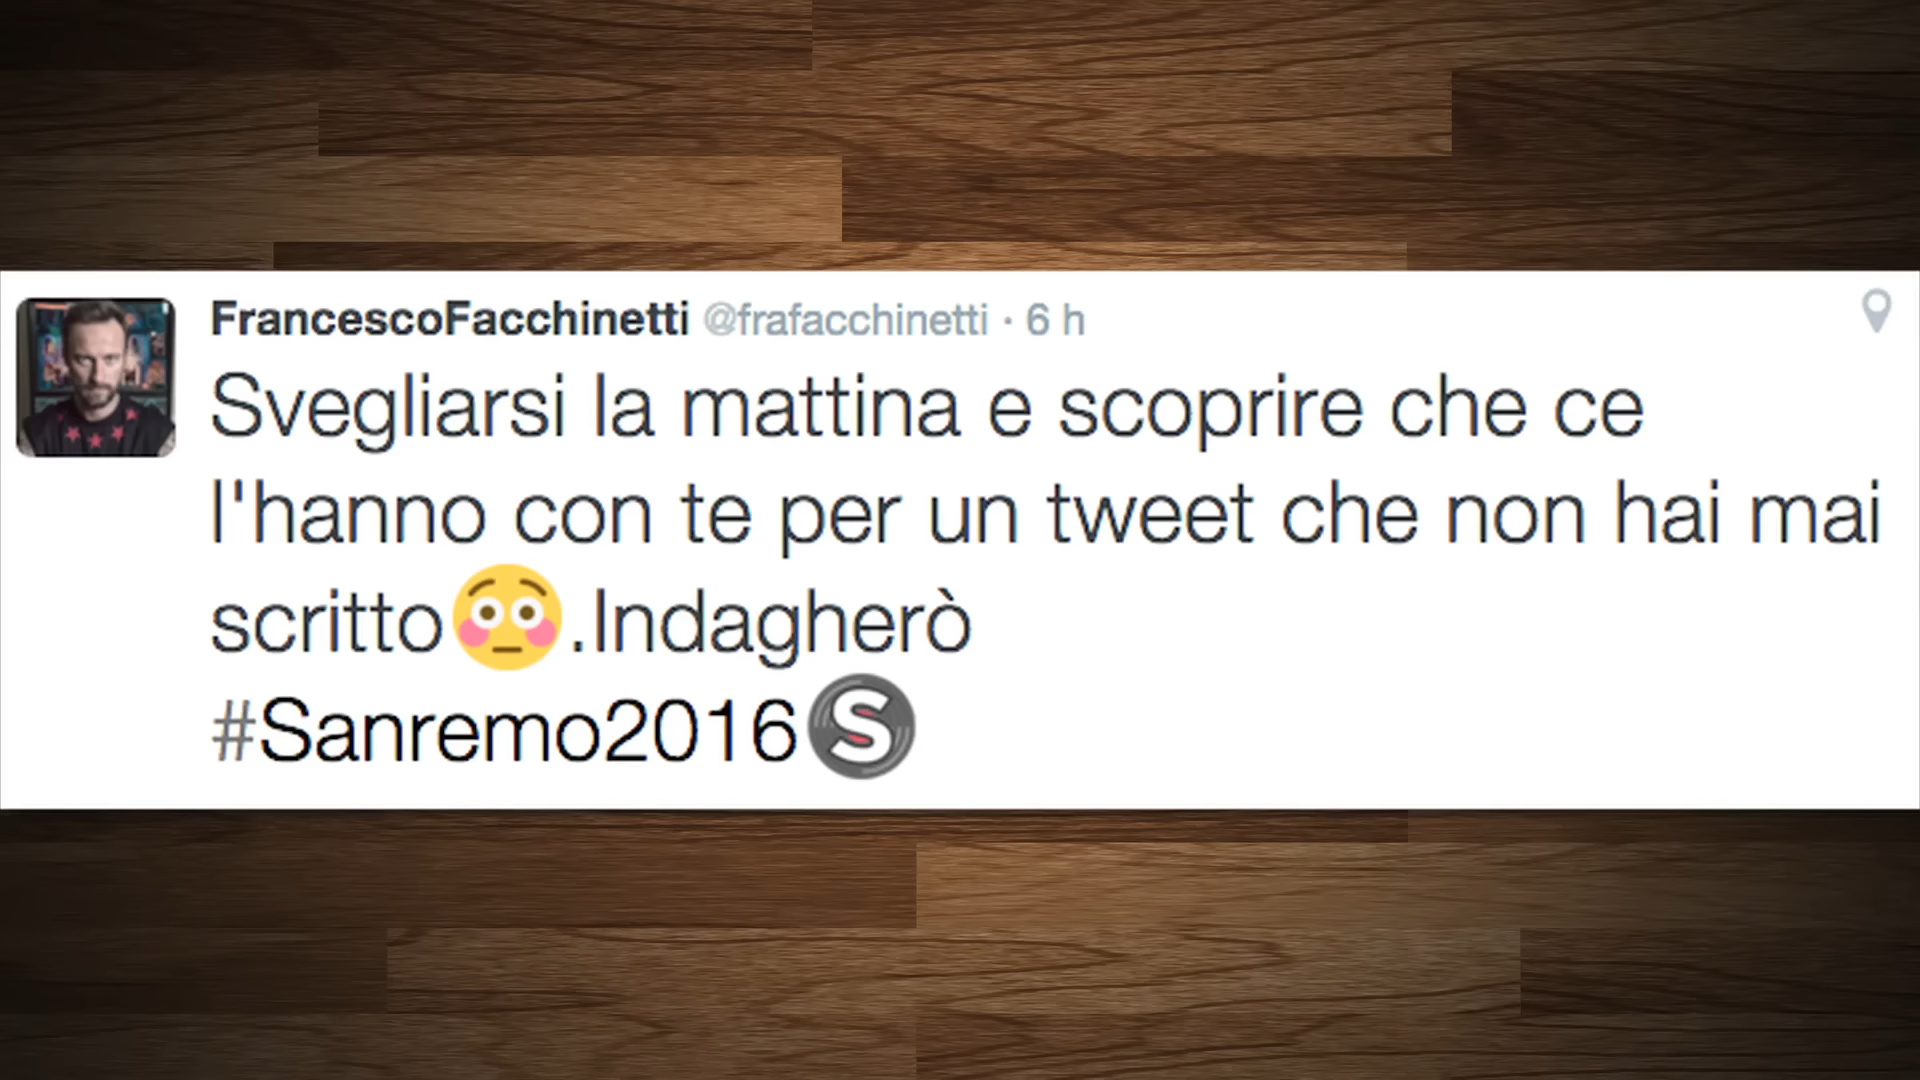 FrancescoFacchinetti @frafacchinetti · 6 h
Svegliarsi la mattina e scoprire che ce
l'hanno con te per un tweet che non hai mai
scritto😳.Indagherò
#Sanremo2016 S